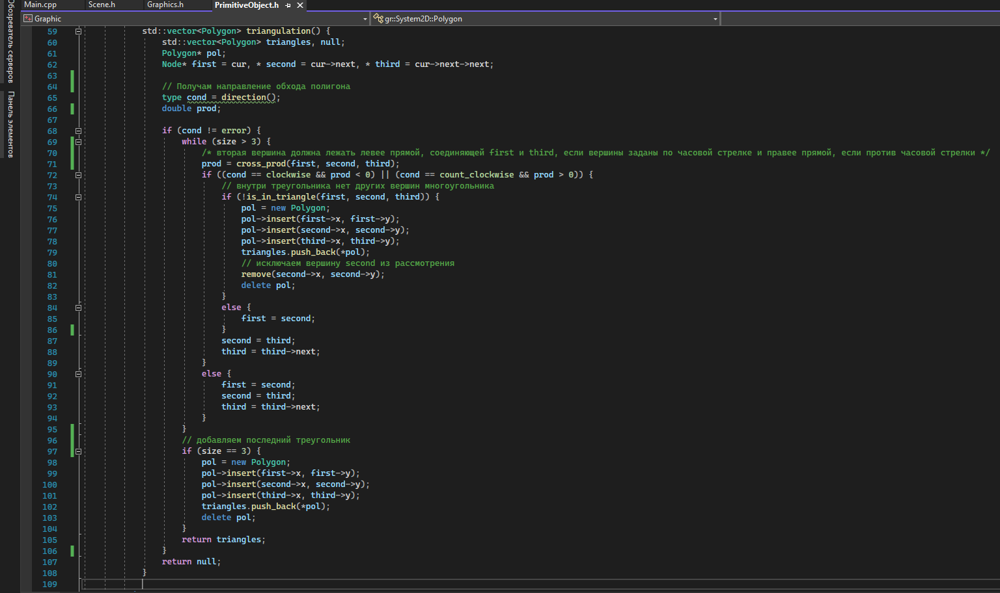 Main.cpp Scene.h Graphics.h PrimitiveObject.h
Graphic gr::System2D::Polygon
Обозреватель серверов
Панель элементов
59 std::vector<Polygon> triangulation() {
60 std::vector<Polygon> triangles, null;
61 Polygon* pol;
62 Node* first = cur, * second = cur->next, * third = cur->next->next;
63
64 // Получам направление обхода полигона
65 type cond = direction();
66 double prod;
67
68 if (cond != error) {
69 while (size > 3) {
70 /* вторая вершина должна лежать левее прямой, соединяющей first и third, если вершины заданы по часовой стрелке и правее прямой, если против часовой стрелки */
71 prod = cross_prod(first, second, third);
72 if ((cond == clockwise && prod < 0) || (cond == count_clockwise && prod > 0)) {
73 // внутри треугольника нет других вершин многоугольника
74 if (!is_in_triangle(first, second, third)) {
75 pol = new Polygon;
76 pol->insert(first->x, first->y);
77 pol->insert(second->x, second->y);
78 pol->insert(third->x, third->y);
79 triangles.push_back(*pol);
80 // исключаем вершину second из рассмотрения
81 remove(second->x, second->y);
82 delete pol;
83 }
84 else {
85 first = second;
86 }
87 second = third;
88 third = third->next;
89 }
90 else {
91 first = second;
92 second = third;
93 third = third->next;
94 }
95 }
96 // добавляем последний треугольник
97 if (size == 3) {
98 pol = new Polygon;
99 pol->insert(first->x, first->y);
100 pol->insert(second->x, second->y);
101 pol->insert(third->x, third->y);
102 triangles.push_back(*pol);
103 delete pol;
104 }
105 return triangles;
106 }
107 return null;
108 }
109